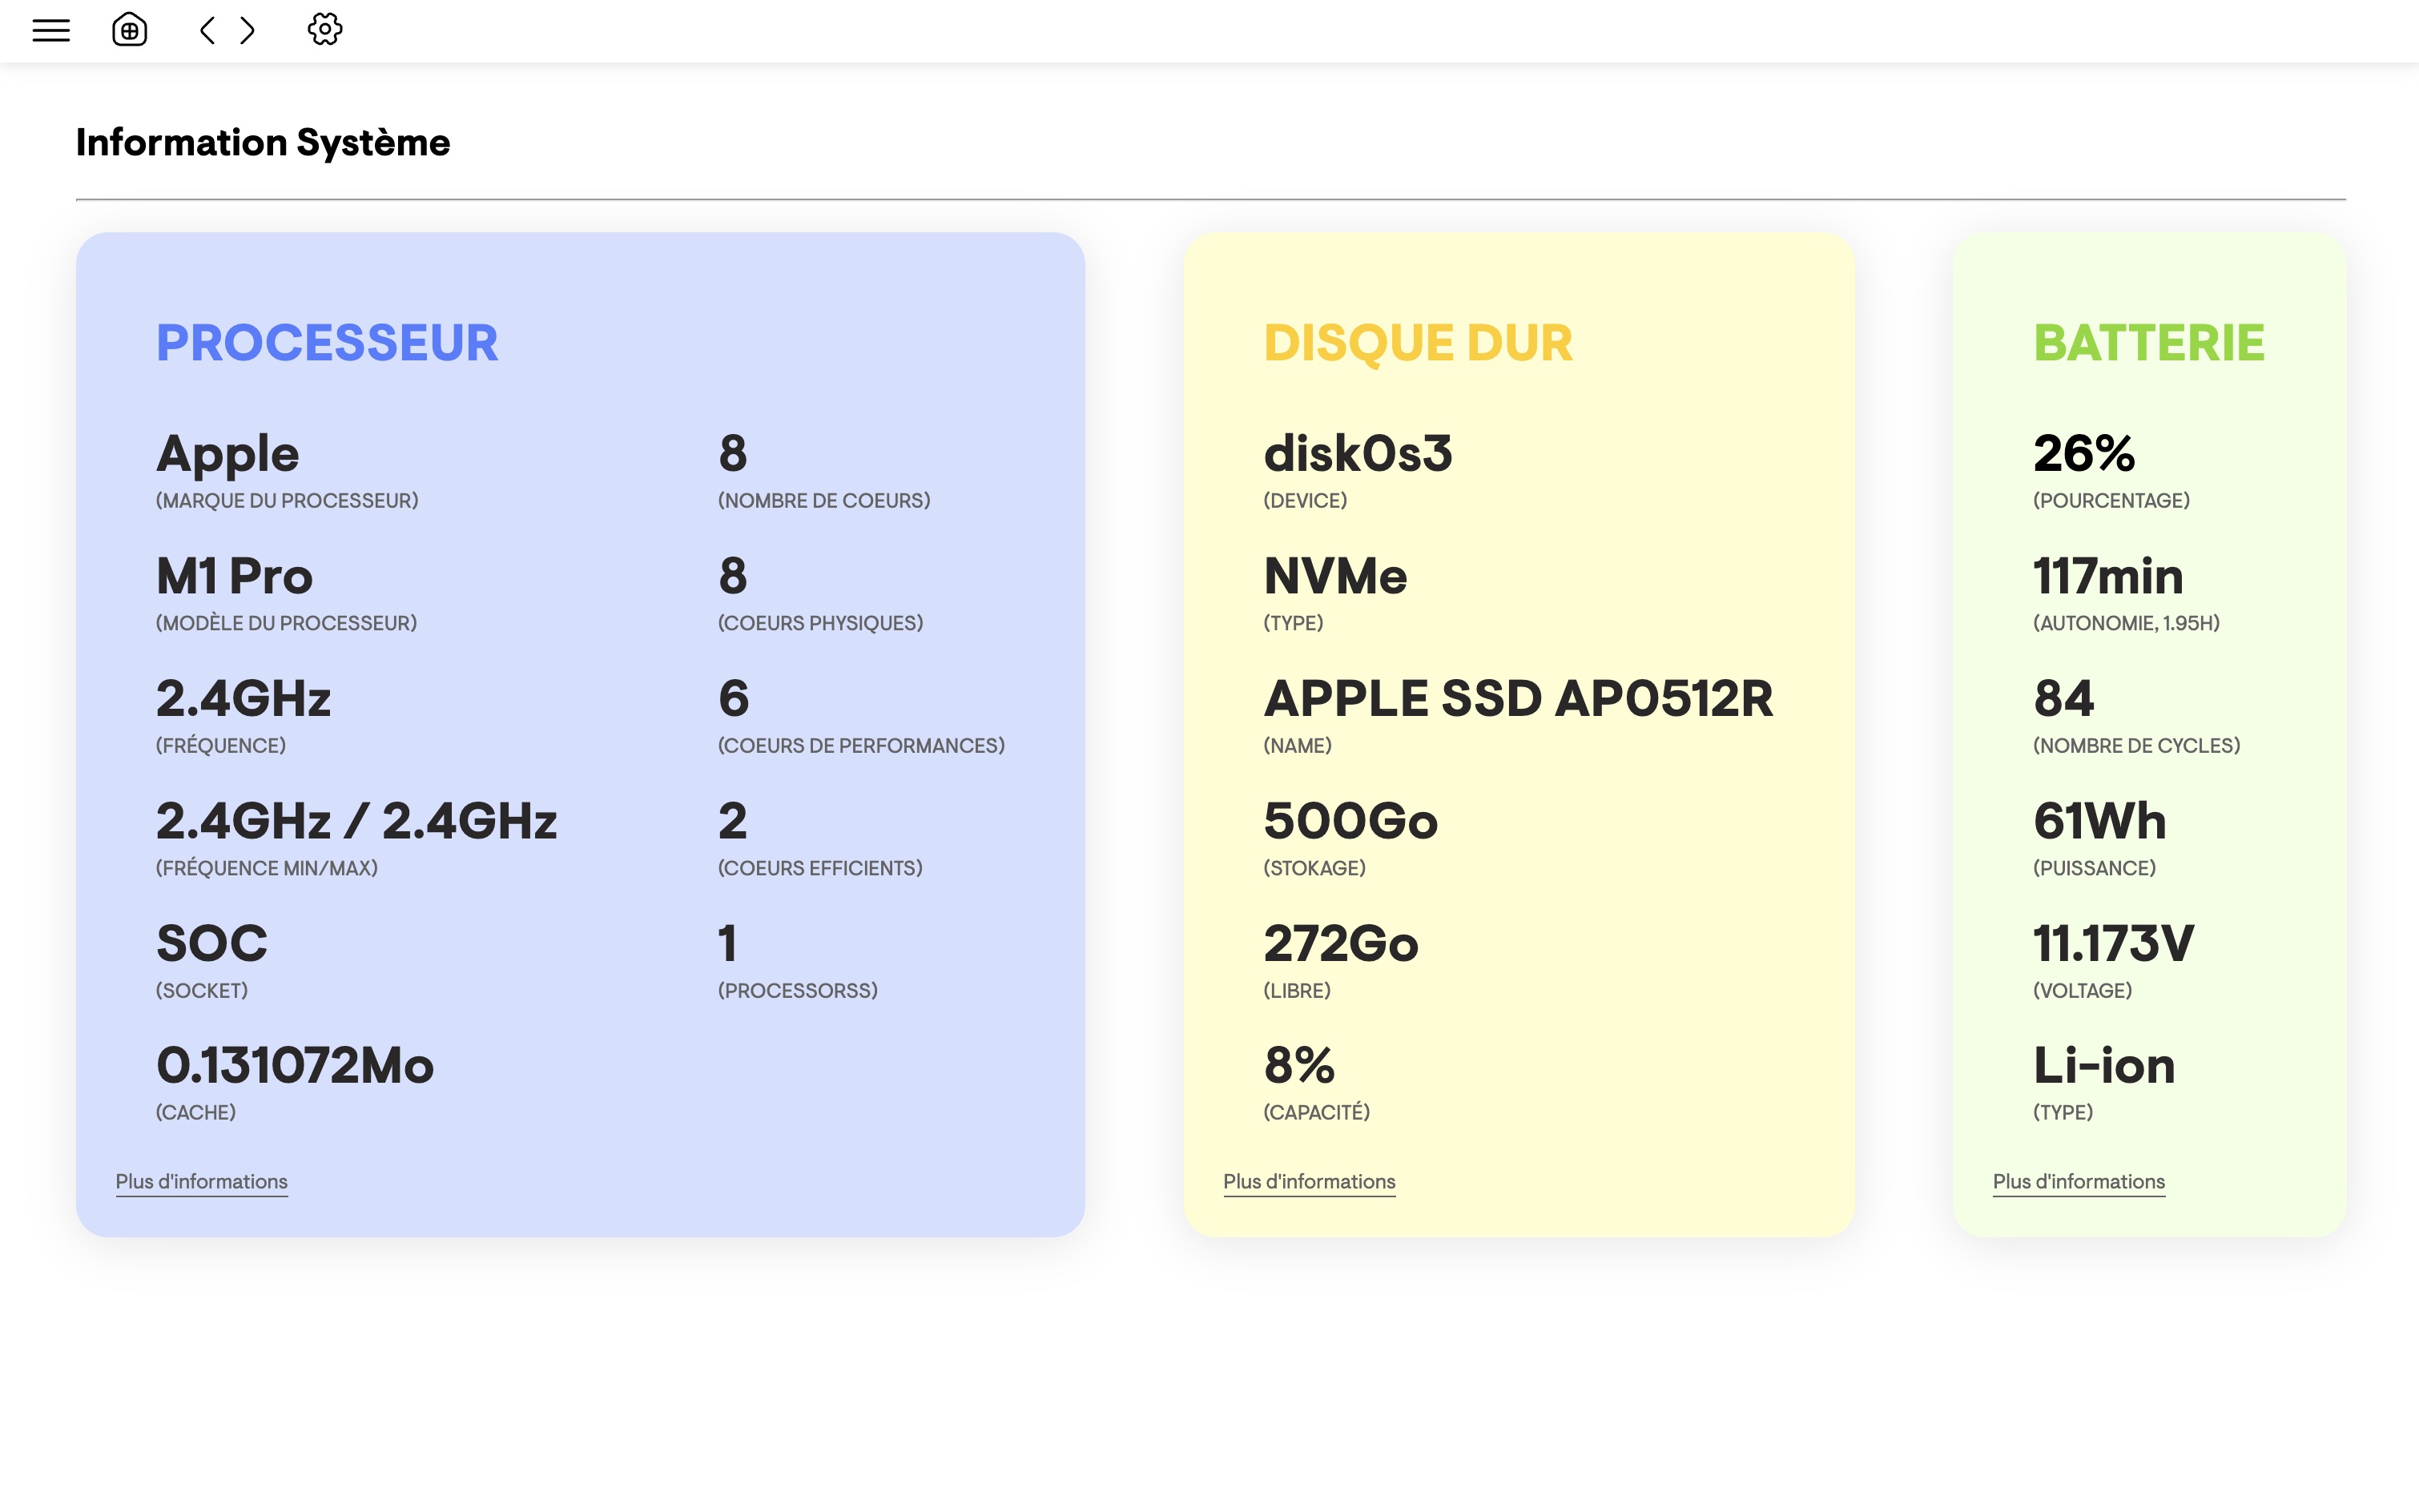 Information Système
PROCESSEUR
Apple
(MARQUE DU PROCESSEUR)
M1 Pro
(MODÈLE DU PROCESSEUR)
2.4GHz
(FRÉQUENCE)
2.4GHz / 2.4GHz
(FRÉQUENCE MIN/MAX)
SOC
(SOCKET)
0.131072Mo
(CACHE)
8
(NOMBRE DE COEURS)
8
(COEURS PHYSIQUES)
6
(COEURS DE PERFORMANCES)
2
(COEURS EFFICIENTS)
1
(PROCESSORSS)
Plus d'informations
DISQUE DUR
disk0s3
(DEVICE)
NVMe
(TYPE)
APPLE SSD AP0512R
(NAME)
500Go
(STOKAGE)
272Go
(LIBRE)
8%
(CAPACITÉ)
Plus d'informations
BATTERIE
26%
(POURCENTAGE)
117min
(AUTONOMIE, 1.95H)
84
(NOMBRE DE CYCLES)
61Wh
(PUISSANCE)
11.173V
(VOLTAGE)
Li-ion
(TYPE)
Plus d'informations